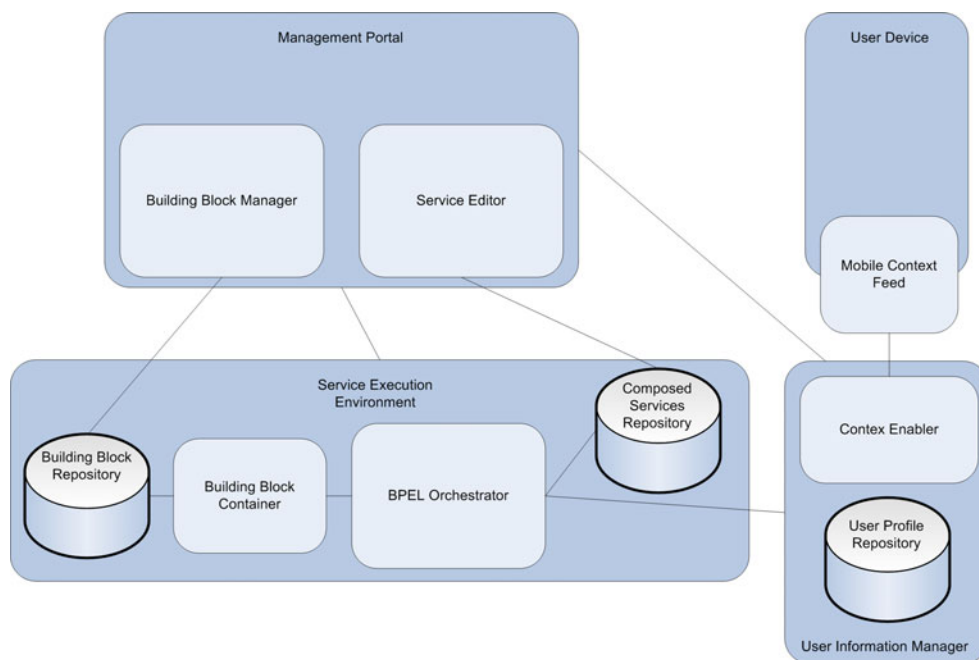 Management Portal
User Device
Building Block Manager
Service Editor
Mobile Context
Feed
Service Execution
Environment
Composed
Services
Repository
Contex Enabler
Building Block
Repository
Building Block
Container
BPEL Orchestrator
User Profile
Repository
User Information Manager